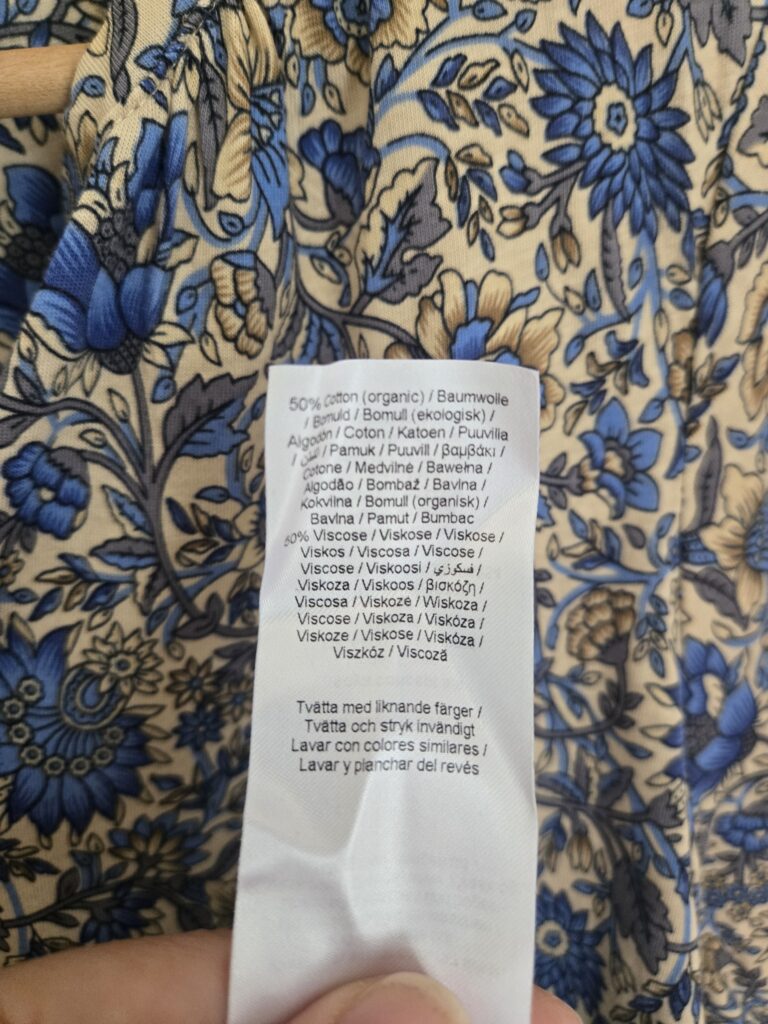 50% Cotton (organic) / Baumwolle
/ Bomuld / Bomull (ekologisk) /
Algodón / Coton / Katoen / Puuvilla
/ قطن / Pamuk / Puuvill / βαμβάκι /
Cotone / Medvilnė / Bawełna /
Algodão / Bombaž / Bavlna /
Kokvilna / Bomull (organisk) /
Bavlna / Pamut / Bumbac
50% Viscose / Viskose / Viskose /
Viskos / Viscosa / Viscose /
Viscose / Viskoosi / فسكوزي /
Viskoza / Viskoos / βισκόζη /
Viscosa / Viskozė / Wiskoza /
Viscose / Viskoza / Viskóza /
Viskoze / Viskose / Viskóza /
Viszkóz / Viscoză
Tvätta med liknande färger /
Tvätta och stryk invändigt
Lavar con colores similares /
Lavar y planchar del revés